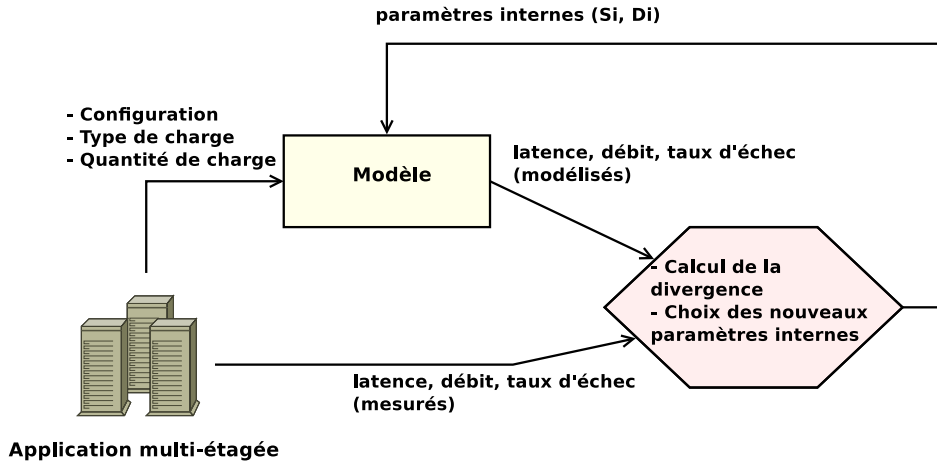 paramètres internes (Si, Di)
- Configuration
- Type de charge
- Quantité de charge
Modèle
latence, débit, taux d'échec
(modélisés)
- Calcul de la
divergence
- Choix des nouveaux
paramètres internes
latence, débit, taux d'échec
(mesurés)
Application multi-étagée